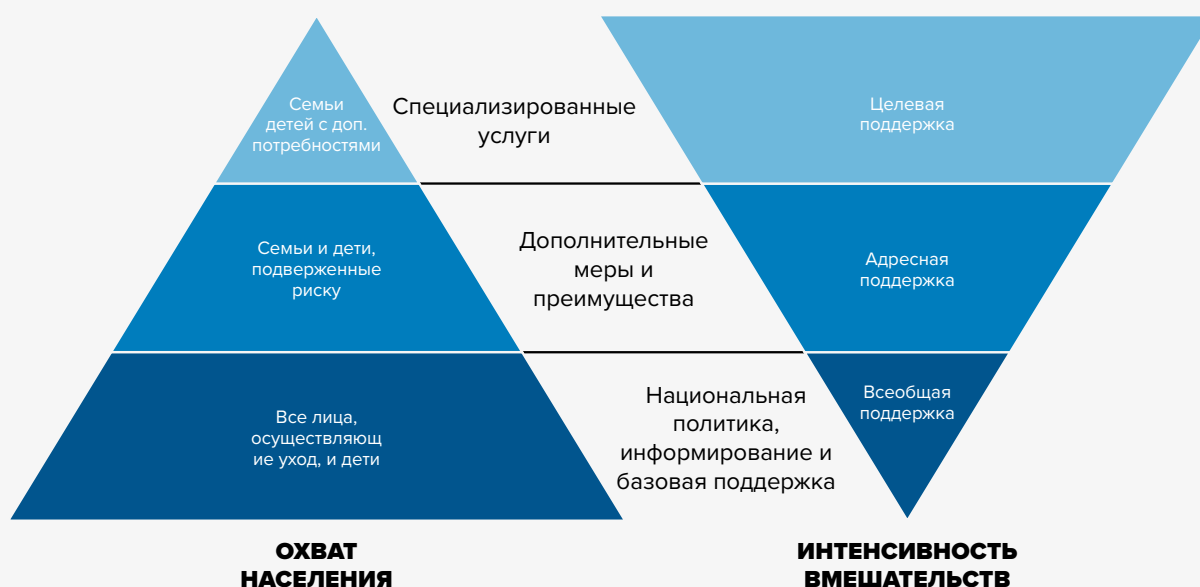 Семьи
детей с доп.
потребностями
Специализированные
услуги
Целевая
поддержка
Семьи и дети,
подверженные
риску
Дополнительные
меры и
преимущества
Адресная
поддержка
Все лица,
осуществляющ
ие уход, и дети
Национальная
политика,
информирование и
базовая поддержка
Всеобщая
поддержка
ОХВАТ
НАСЕЛЕНИЯ
ИНТЕНСИВНОСТЬ
ВМЕШАТЕЛЬСТВ